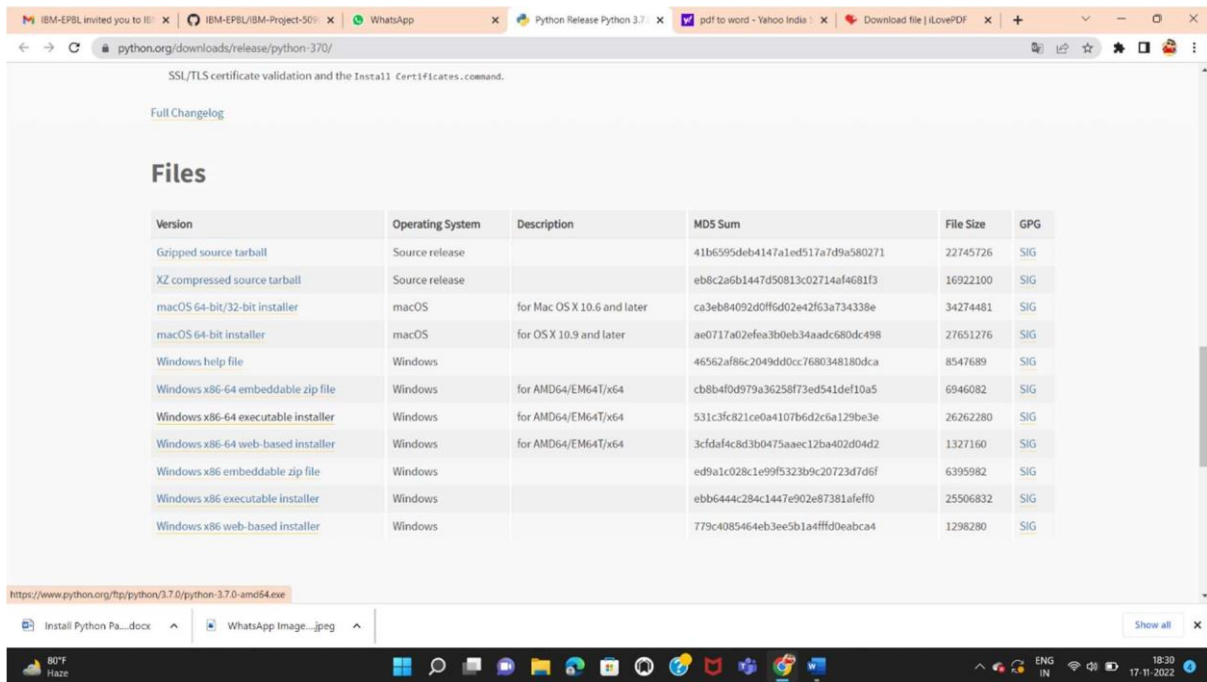 IBM-EPBL invited you to IB
IBM-EPBL/IBM-Project-509
WhatsApp
Python Release Python 3.7.
pdf to word - Yahoo India S
Download file | iLovePDF
python.org/downloads/release/python-370/
SSL/TLS certificate validation and the Install Certificates.command.
Full Changelog
Files
Version Operating System Description MD5 Sum File Size GPG
Gzipped source tarball Source release 41b6595deb4147a1ed517a7d9a580271 22745726 SIG
XZ compressed source tarball Source release eb8c2a6b1447d50813c02714af4681f3 16922100 SIG
macOS 64-bit/32-bit installer macOS for Mac OS X 10.6 and later ca3eb84092d0ff6d02e42f63a734338e 34274481 SIG
macOS 64-bit installer macOS for OS X 10.9 and later ae0717a02efea3b0eb34aadc680dc498 27651276 SIG
Windows help file Windows 46562af86c2049dd0cc7680348180dca 8547689 SIG
Windows x86-64 embeddable zip file Windows for AMD64/EM64T/x64 cb8b4f0d979a36258f73ed541def10a5 6946082 SIG
Windows x86-64 executable installer Windows for AMD64/EM64T/x64 531c3fc821ce0a4107b6d2c6a129be3e 26262280 SIG
Windows x86-64 web-based installer Windows for AMD64/EM64T/x64 3cfdaf4c8d3b0475aaec12ba402d04d2 1327160 SIG
Windows x86 embeddable zip file Windows ed9a1c028c1e99f5323b9c20723d7d6f 6395982 SIG
Windows x86 executable installer Windows ebb6444c284c1447e902e87381afeff0 25506832 SIG
Windows x86 web-based installer Windows 779c4085464eb3ee5b1a4fffd0eabca4 1298280 SIG
https://www.python.org/ftp/python/3.7.0/python-3.7.0-amd64.exe
Install Python Pa....docx
WhatsApp Image....jpeg
Show all
80°F
Haze
ENG
IN
18:30
17-11-2022
4